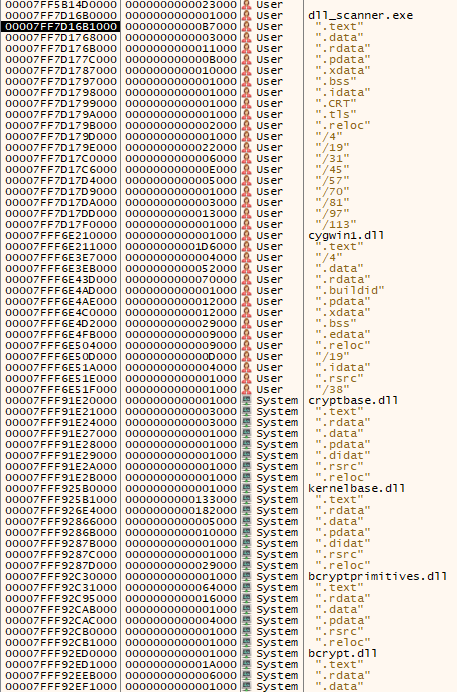 00007FF5B14D0000 0000000000023000 User
00007FF7D16B0000 0000000000001000 User dll_scanner.exe
00007FF7D16B1000 00000000000B7000 User ".text"
00007FF7D1768000 0000000000003000 User ".data"
00007FF7D176B000 0000000000011000 User ".rdata"
00007FF7D177C000 000000000000B000 User ".pdata"
00007FF7D1787000 0000000000010000 User ".xdata"
00007FF7D1797000 0000000000001000 User ".bss"
00007FF7D1798000 0000000000001000 User ".idata"
00007FF7D1799000 0000000000001000 User ".CRT"
00007FF7D179A000 0000000000001000 User ".tls"
00007FF7D179B000 0000000000002000 User ".reloc"
00007FF7D179D000 0000000000001000 User "/4"
00007FF7D179E000 0000000000022000 User "/19"
00007FF7D17C0000 0000000000006000 User "/31"
00007FF7D17C6000 000000000000E000 User "/45"
00007FF7D17D4000 0000000000005000 User "/57"
00007FF7D17D9000 0000000000001000 User "/70"
00007FF7D17DA000 0000000000003000 User "/81"
00007FF7D17DD000 0000000000013000 User "/97"
00007FF7D17F0000 0000000000001000 User "/113"
00007FFF6E210000 0000000000001000 User cygwin1.dll
00007FFF6E211000 00000000001D6000 User ".text"
00007FFF6E3E7000 0000000000004000 User "/4"
00007FFF6E3EB000 0000000000052000 User ".data"
00007FFF6E43D000 0000000000070000 User ".rdata"
00007FFF6E4AD000 0000000000001000 User ".buildid"
00007FFF6E4AE000 0000000000012000 User ".pdata"
00007FFF6E4C0000 0000000000012000 User ".xdata"
00007FFF6E4D2000 0000000000029000 User ".bss"
00007FFF6E4FB000 0000000000009000 User ".edata"
00007FFF6E504000 0000000000009000 User ".reloc"
00007FFF6E50D000 000000000000D000 User "/19"
00007FFF6E51A000 0000000000004000 User ".idata"
00007FFF6E51E000 0000000000001000 User ".rsrc"
00007FFF6E51F000 0000000000001000 User "/38"
00007FFF91E20000 0000000000001000 System cryptbase.dll
00007FFF91E21000 0000000000003000 System ".text"
00007FFF91E24000 0000000000003000 System ".rdata"
00007FFF91E27000 0000000000001000 System ".data"
00007FFF91E28000 0000000000001000 System ".pdata"
00007FFF91E29000 0000000000001000 System ".didat"
00007FFF91E2A000 0000000000001000 System ".rsrc"
00007FFF91E2B000 0000000000001000 System ".reloc"
00007FFF925B0000 0000000000001000 System kernelbase.dll
00007FFF925B1000 0000000000133000 System ".text"
00007FFF926E4000 0000000000182000 System ".rdata"
00007FFF92866000 0000000000005000 System ".data"
00007FFF9286B000 0000000000010000 System ".pdata"
00007FFF9287B000 0000000000001000 System ".didat"
00007FFF9287C000 0000000000001000 System ".rsrc"
00007FFF9287D000 0000000000029000 System ".reloc"
00007FFF92C30000 0000000000001000 System bcryptprimitives.dll
00007FFF92C31000 0000000000064000 System ".text"
00007FFF92C95000 0000000000016000 System ".rdata"
00007FFF92CAB000 0000000000001000 System ".data"
00007FFF92CAC000 0000000000004000 System ".pdata"
00007FFF92CB0000 0000000000001000 System ".rsrc"
00007FFF92CB1000 0000000000001000 System ".reloc"
00007FFF92ED0000 0000000000001000 System bcrypt.dll
00007FFF92ED1000 000000000001A000 System ".text"
00007FFF92EEB000 0000000000006000 System ".rdata"
00007FFF92EF1000 0000000000001000 System ".data"